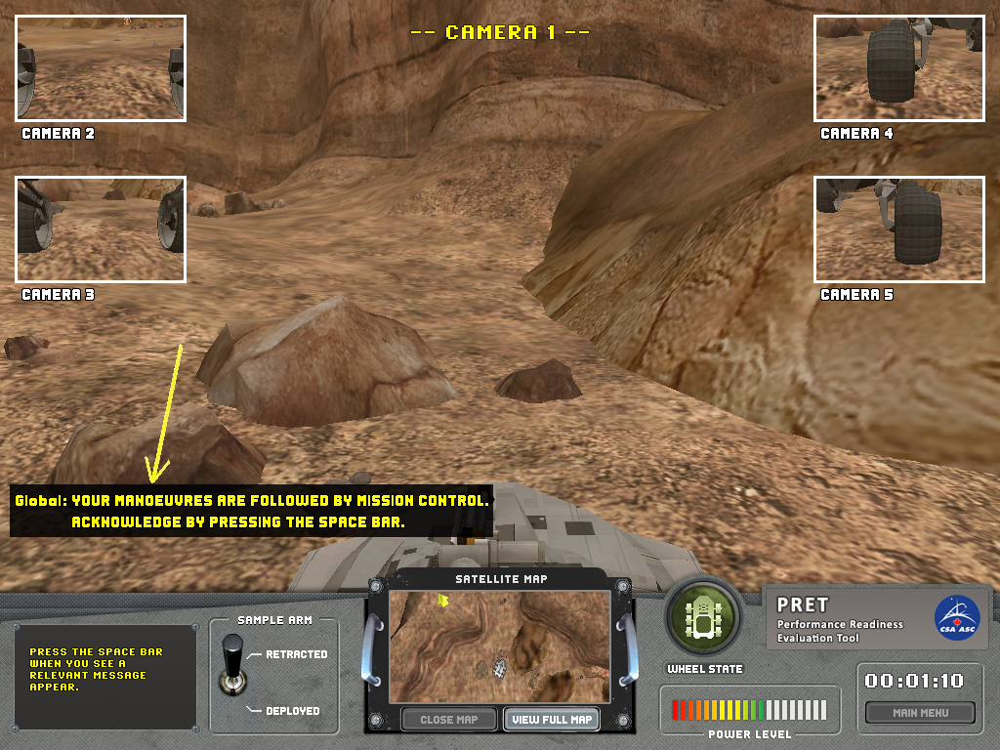 -- CAMERA 1 --
CAMERA 2
CAMERA 4
CAMERA 3
CAMERA 5
Global: YOUR MANOEUVRES ARE FOLLOWED BY MISSION CONTROL.
ACKNOWLEDGE BY PRESSING THE SPACE BAR.
PRESS THE SPACE BAR
WHEN YOU SEE A
RELEVANT MESSAGE
APPEAR.
SAMPLE ARM
RETRACTED
DEPLOYED
SATELLITE MAP
CLOSE MAP
VIEW FULL MAP
WHEEL STATE
POWER LEVEL
PRET
Performance Readiness
Evaluation Tool
CSA ASC
00:01:10
MAIN MENU